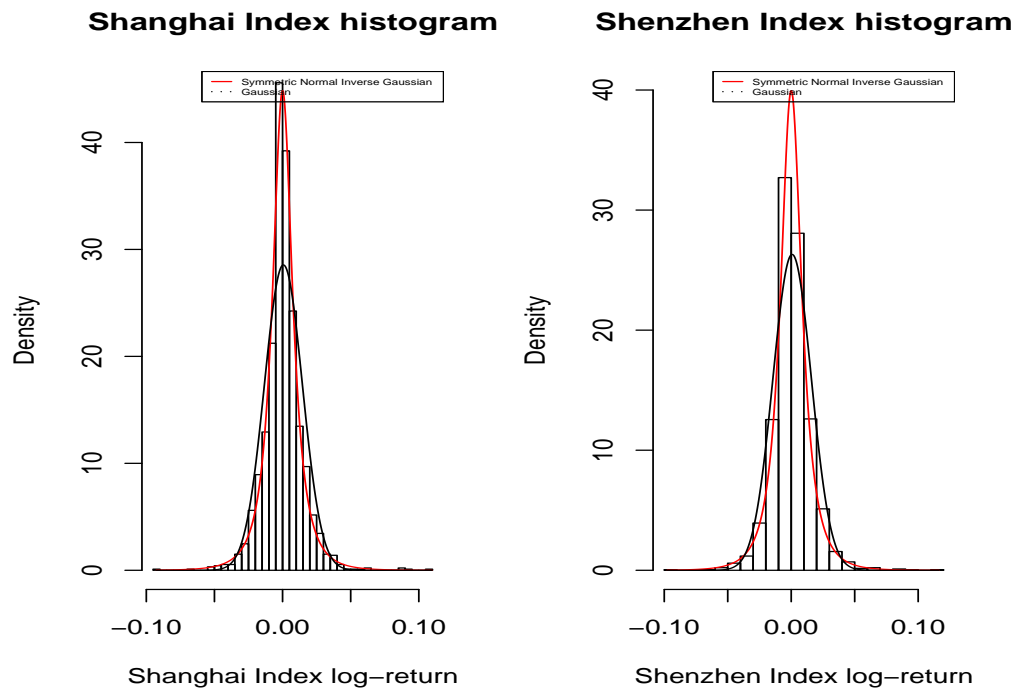 Shanghai Index histogram
Symmetric Normal Inverse Gaussian
Gaussian
Density
0
10
20
30
40
−0.10
0.00
0.10
Shanghai Index log−return
Shenzhen Index histogram
Symmetric Normal Inverse Gaussian
Gaussian
Density
0
10
20
30
40
−0.10
0.00
0.10
Shenzhen Index log−return